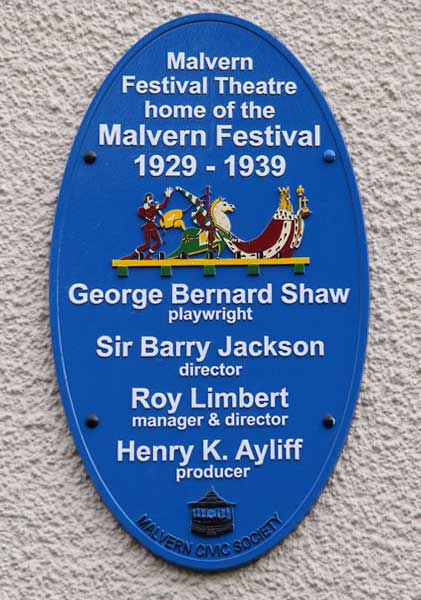 Malvern
Festival Theatre
home of the
Malvern Festival
1929 - 1939
George Bernard Shaw
playwright
Sir Barry Jackson
director
Roy Limbert
manager & director
Henry K. Ayliff
producer
MALVERN CIVIC SOCIETY